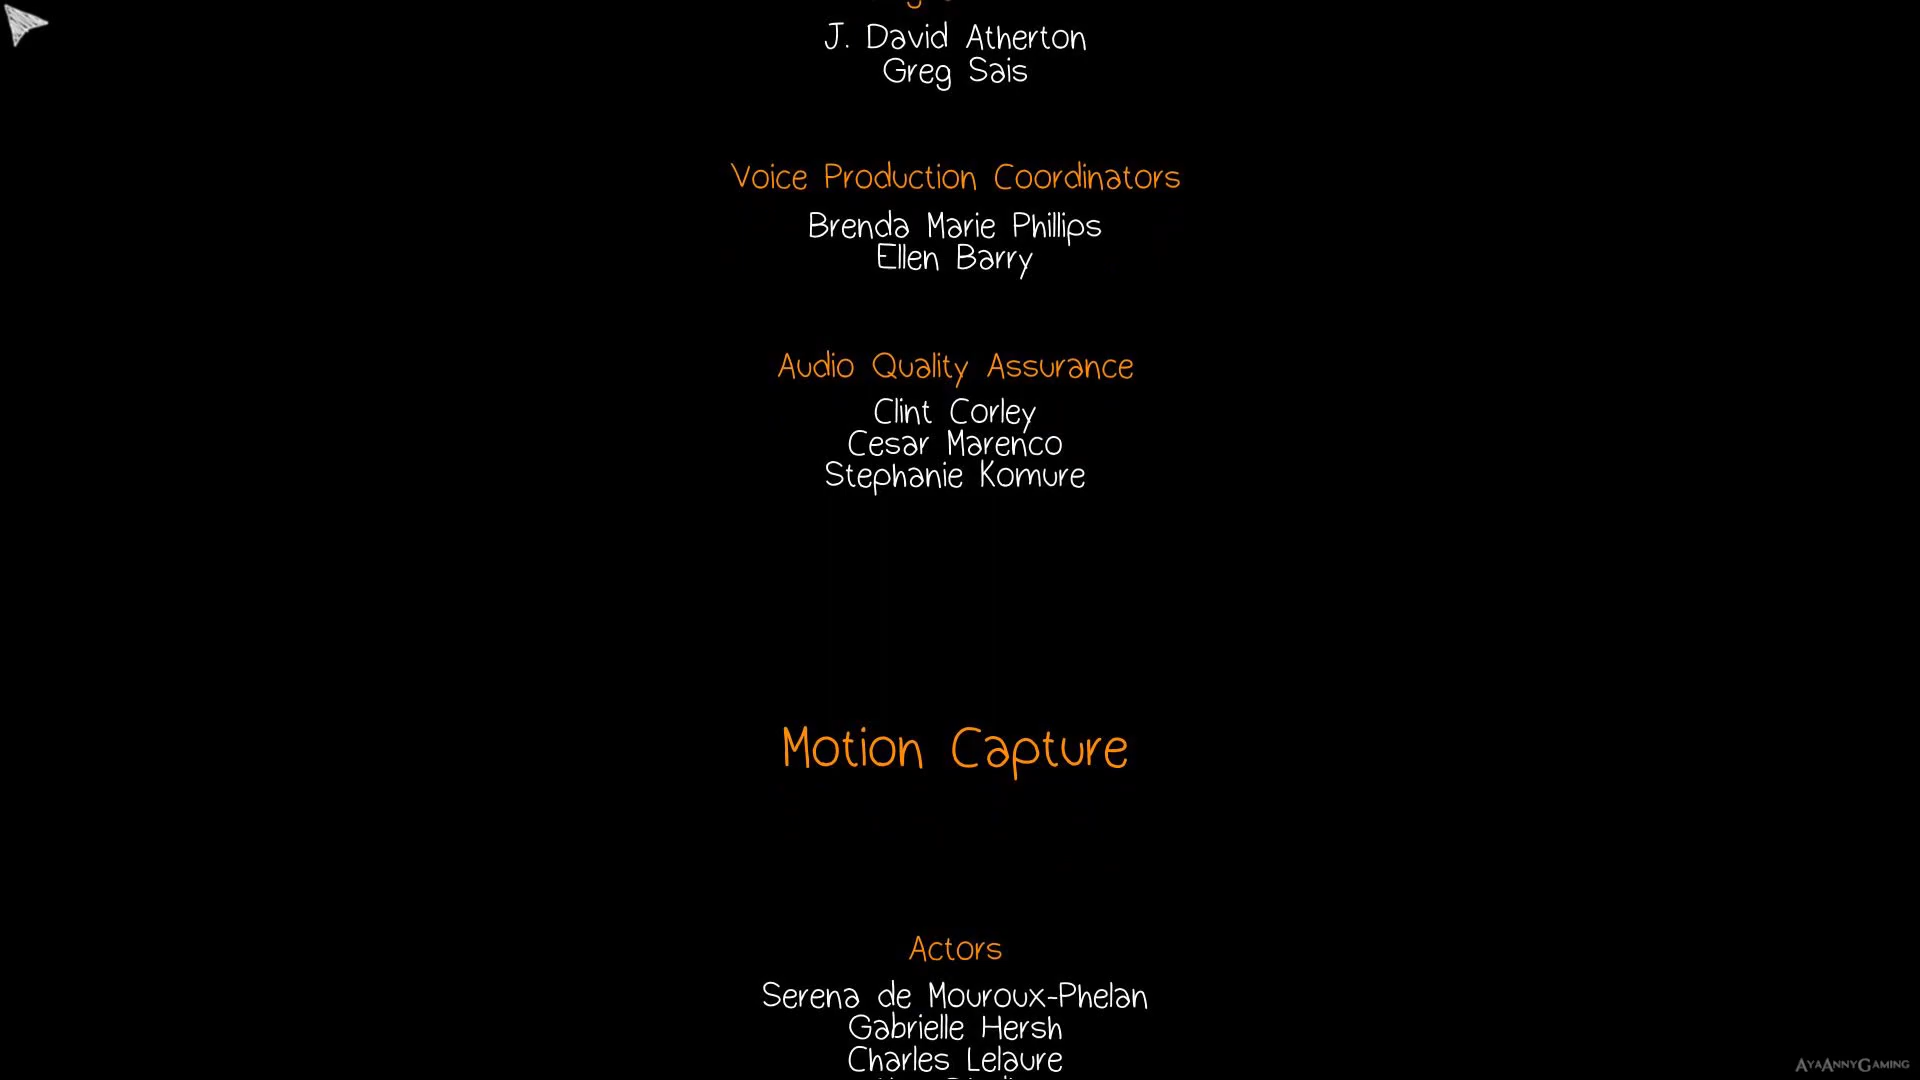 J. David Atherton
Greg Sais
Voice Production Coordinators
Brenda Marie Phillips
Ellen Barry
Audio Quality Assurance
Clint Corley
Cesar Marenco
Stephanie Komure
Motion Capture
Actors
Serena de Mouroux-Phelan
Gabrielle Hersh
Charles Lelaure
AyaAnnyGaming